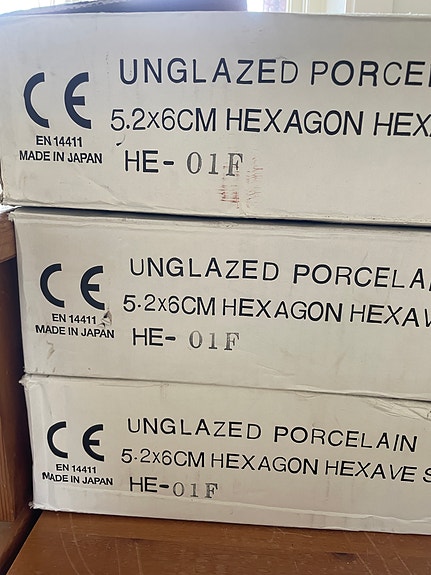 CE
EN 14411
MADE IN JAPAN
UNGLAZED PORCEL
5.2x6CM HEXAGON HEX
HE- 01F
CE
EN 14411
MADE IN JAPAN
UNGLAZED PORCELA
5.2x6CM HEXAGON HEXAV
HE- 01F
CE
EN 14411
MADE IN JAPAN
UNGLAZED PORCELAIN
5.2x6CM HEXAGON HEXAVE S
HE-01F